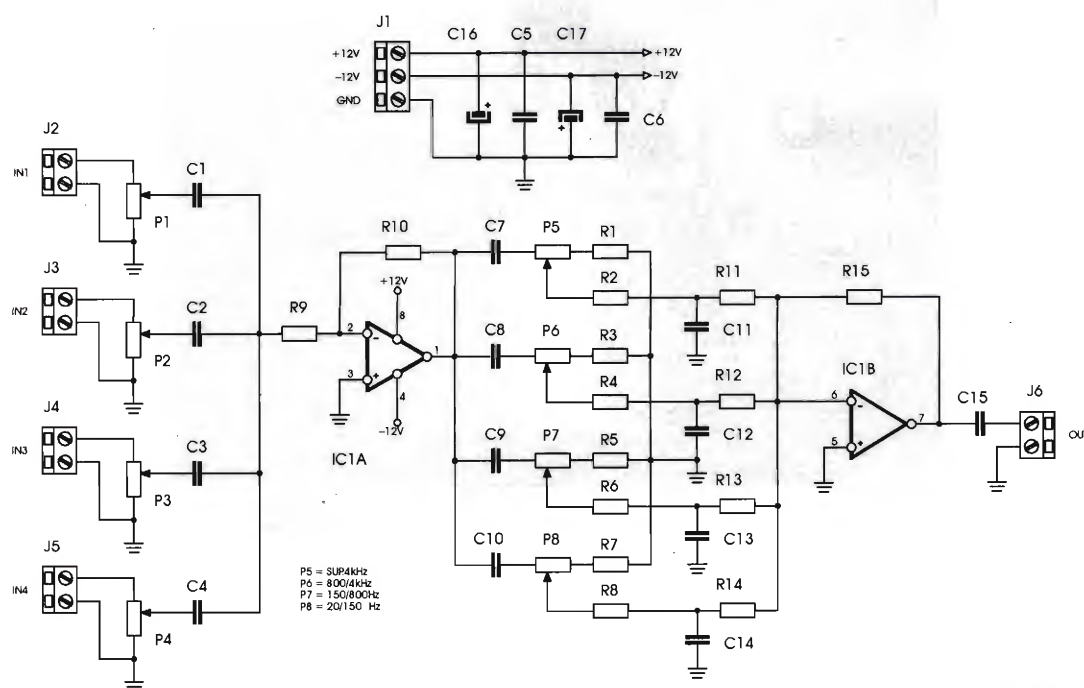 J1
C16 C5 C17
+12V
+12V
-12V
-12V
GND
+
+
C6
J2
IN1
C1
P1
J3
IN2
C2
P2
J4
IN3
C3
P3
J5
IN4
C4
P4
R9
R10
+12V
8
2
-
3
+
1
4
-12V
IC1A
C7 P5 R1
R2
C8 P6 R3
R4
C9 P7 R5
R6
C10 P8 R7
R8
R11
C11
R12
C12
R13
C13
R14
C14
R15
IC1B
6
-
5
+
7
C15
J6
OU
P5 = SUP4kHz
P6 = 800/4kHz
P7 = 150/800Hz
P8 = 20/150 Hz